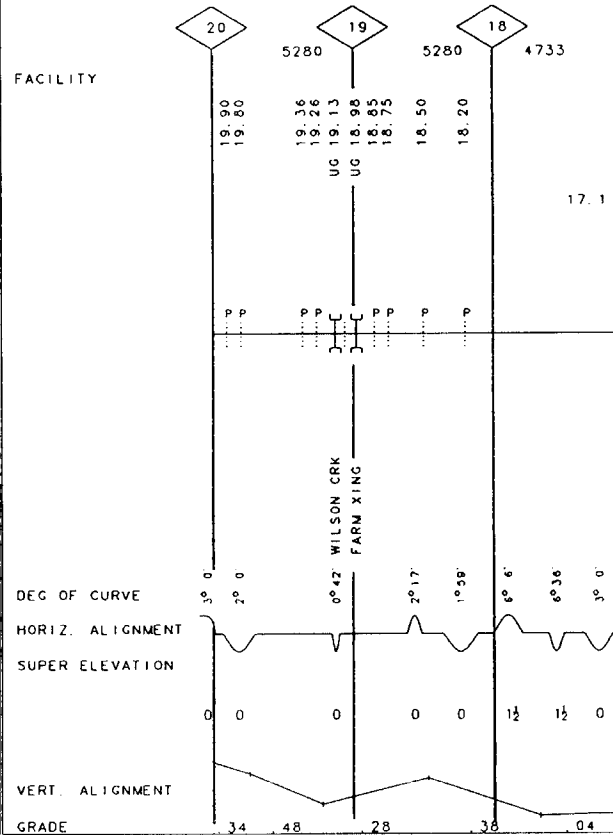 20 19 18
5280 5280 4733
FACILITY
19.90
19.80
19.36
19.26
UG 19.13
UG 18.98
18.85
18.75
18.50
18.20
17.1
P P P P P P P P
WILSON CRK
FARM XING
DEG OF CURVE 3° 0' 2° 0' 0° 42' 2° 17' 1° 59' 6° 6' 6° 36' 3° 0'
HORIZ. ALIGNMENT
SUPER ELEVATION
0 0 0 0 0 1½ 1½ 0
VERT. ALIGNMENT
GRADE .34 .48 .28 .38 04